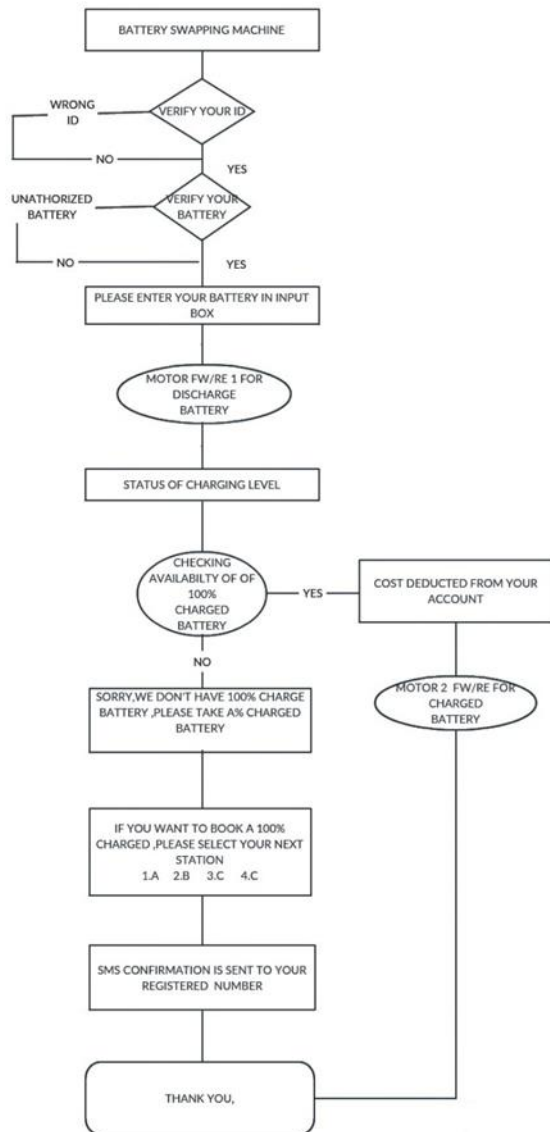 BATTERY SWAPPING MACHINE
WRONG
ID
VERIFY YOUR ID
NO
YES
UNATHORIZED
BATTERY
VERIFY YOUR
BATTERY
NO
YES
PLEASE ENTER YOUR BATTERY IN INPUT
BOX
MOTOR FW/RE 1 FOR
DISCHARGE
BATTERY
STATUS OF CHARGING LEVEL
CHECKING
AVAILABILTY OF OF
100%
CHARGED
BATTERY
YES
COST DEDUCTED FROM YOUR
ACCOUNT
NO
MOTOR 2 FW/RE FOR
CHARGED
BATTERY
SORRY,WE DON'T HAVE 100% CHARGE
BATTERY ,PLEASE TAKE A% CHARGED
BATTERY
IF YOU WANT TO BOOK A 100%
CHARGED ,PLEASE SELECT YOUR NEXT
STATION
1.A 2.B 3.C 4.C
SMS CONFIRMATION IS SENT TO YOUR
REGISTERED NUMBER
THANK YOU,